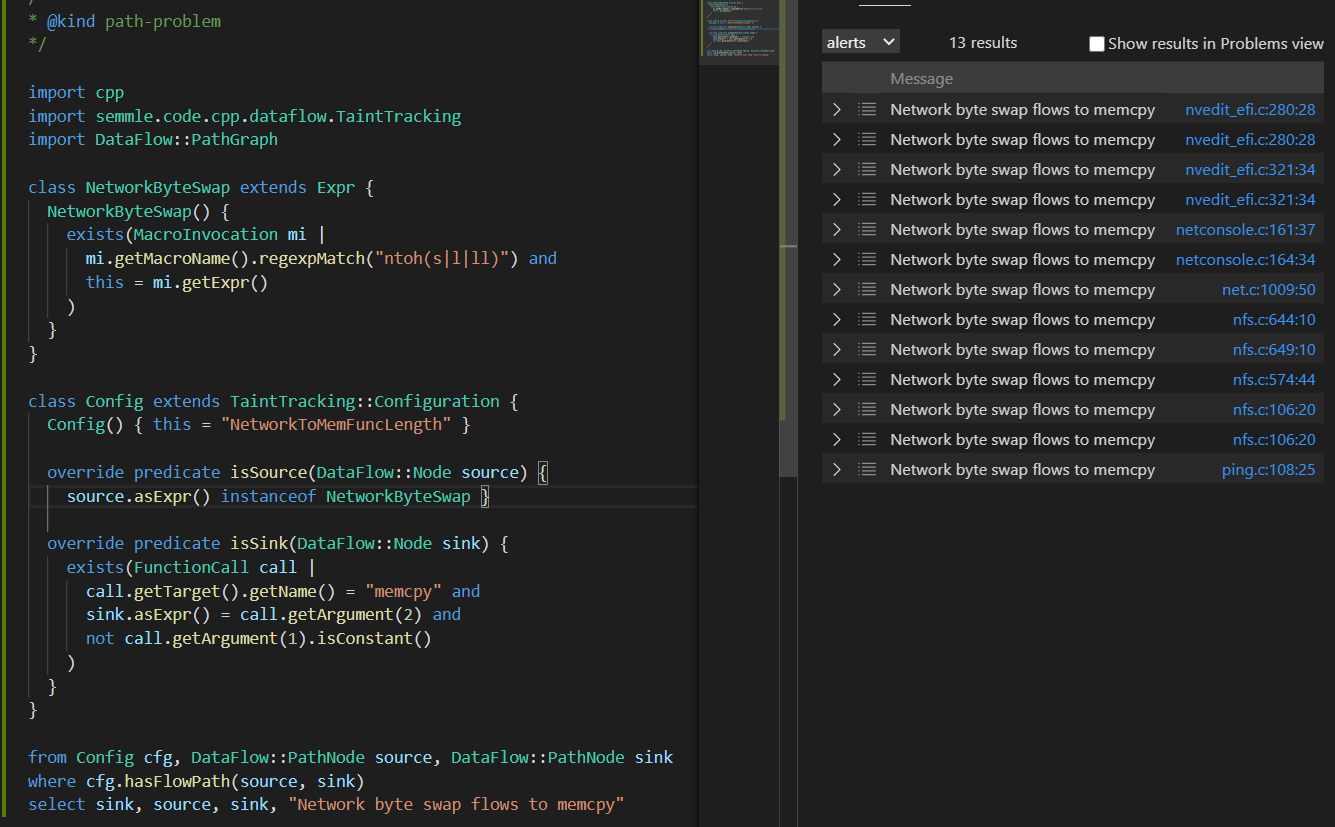 * @kind path-problem
*/
import cpp
import semmle.code.cpp.dataflow.TaintTracking
import DataFlow::PathGraph
class NetworkByteSwap extends Expr {
NetworkByteSwap() {
exists(MacroInvocation mi |
mi.getMacroName().regexpMatch("ntoh(s|l|ll)") and
this = mi.getExpr()
)
}
}
class Config extends TaintTracking::Configuration {
Config() { this = "NetworkToMemFuncLength" }
override predicate isSource(DataFlow::Node source) {
source.asExpr() instanceof NetworkByteSwap }
override predicate isSink(DataFlow::Node sink) {
exists(FunctionCall call |
call.getTarget().getName() = "memcpy" and
sink.asExpr() = call.getArgument(2) and
not call.getArgument(1).isConstant()
)
}
}
from Config cfg, DataFlow::PathNode source, DataFlow::PathNode sink
where cfg.hasFlowPath(source, sink)
select sink, source, sink, "Network byte swap flows to memcpy"
alerts 13 results Show results in Problems view
Message
Network byte swap flows to memcpy nvedit_efi.c:280:28
Network byte swap flows to memcpy nvedit_efi.c:280:28
Network byte swap flows to memcpy nvedit_efi.c:321:34
Network byte swap flows to memcpy nvedit_efi.c:321:34
Network byte swap flows to memcpy netconsole.c:161:37
Network byte swap flows to memcpy netconsole.c:164:34
Network byte swap flows to memcpy net.c:1009:50
Network byte swap flows to memcpy nfs.c:644:10
Network byte swap flows to memcpy nfs.c:649:10
Network byte swap flows to memcpy nfs.c:574:44
Network byte swap flows to memcpy nfs.c:106:20
Network byte swap flows to memcpy nfs.c:106:20
Network byte swap flows to memcpy ping.c:108:25